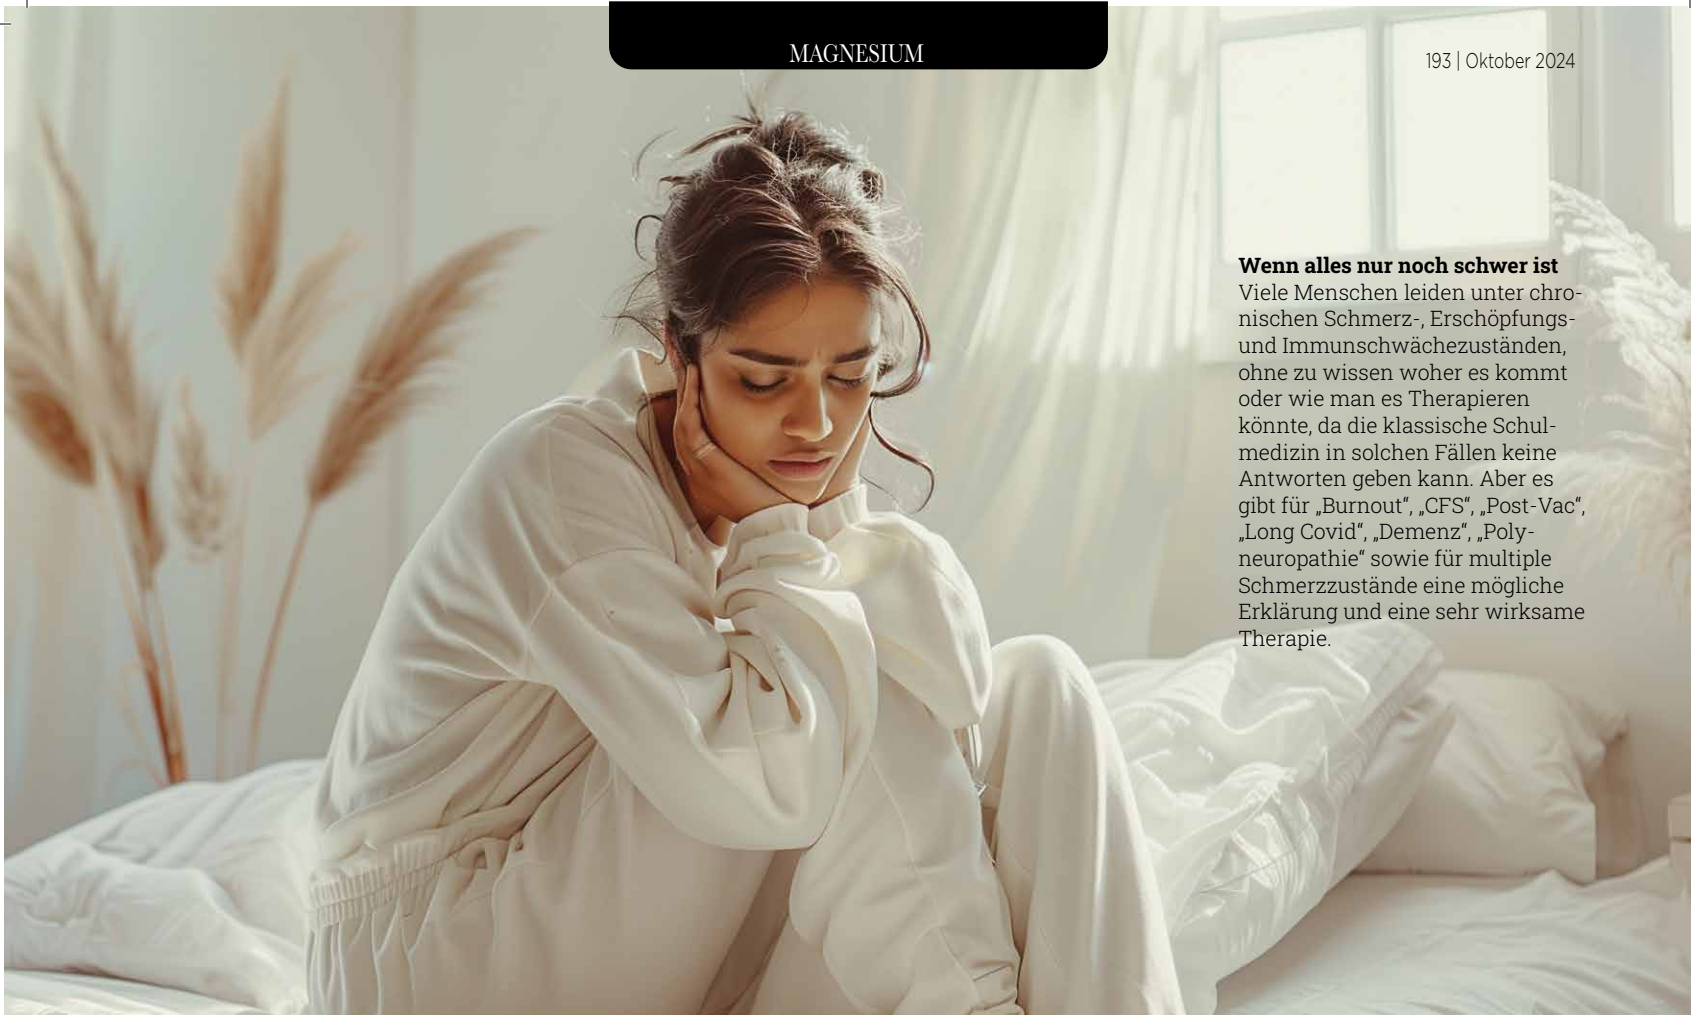 MAGNESIUM
193 | Oktober 2024
Wenn alles nur noch schwer ist
Viele Menschen leiden unter chro-
nischen Schmerz-, Erschöpfungs-
und Immunschwächezuständen,
ohne zu wissen woher es kommt
oder wie man es Therapieren
könnte, da die klassische Schul-
medizin in solchen Fällen keine
Antworten geben kann. Aber es
gibt für „Burnout“, „CFS“, „Post-Vac“,
„Long Covid“, „Demenz“, „Poly-
neuropathie“ sowie für multiple
Schmerzzustände eine mögliche
Erklärung und eine sehr wirksame
Therapie.